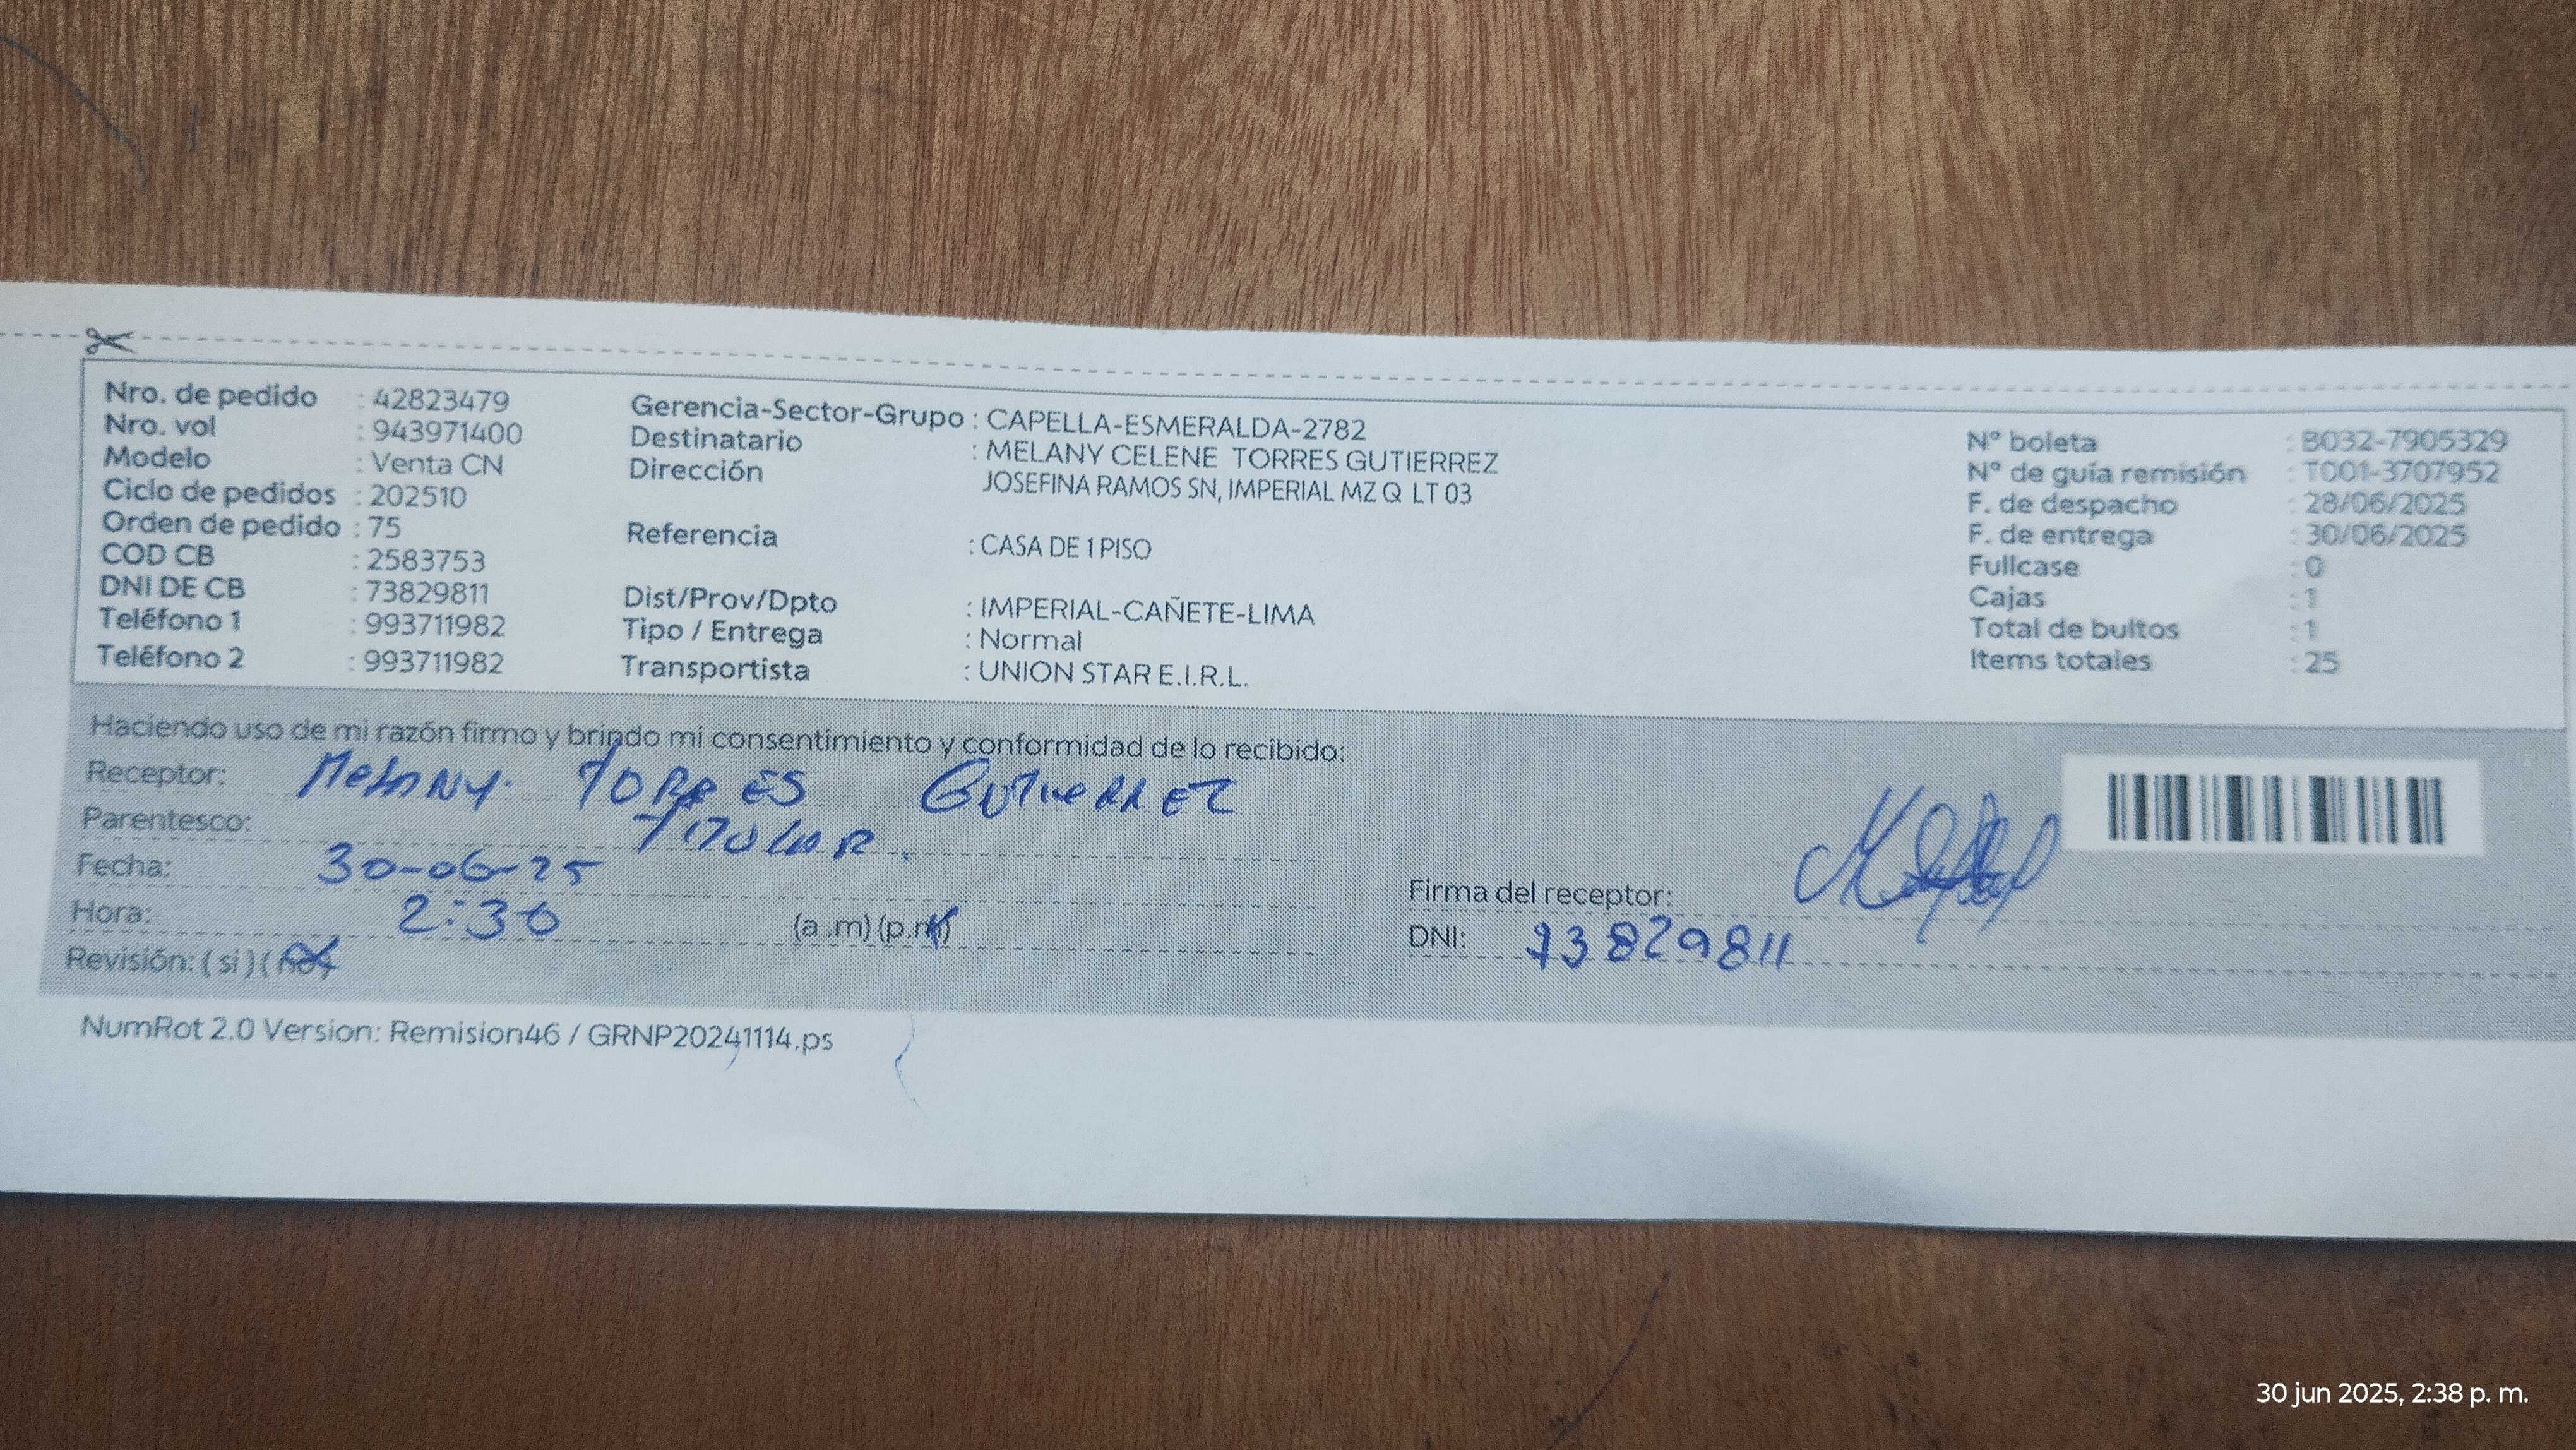 Nro. de pedido : 42823479
Nro. vol : 943971400
Modelo : Venta CN
Ciclo de pedidos : 202510
Orden de pedido : 75
COD CB : 2583753
DNI DE CB : 73829811
Teléfono 1 : 993711982
Teléfono 2 : 993711982
Gerencia-Sector-Grupo : CAPELLA-ESMERALDA-2782
Destinatario : MELANY CELENE TORRES GUTIERREZ
Dirección
JOSEFINA RAMOS SN, IMPERIAL MZ Q LT 03
Referencia : CASA DE 1 PISO
Dist/Prov/Dpto : IMPERIAL-CAÑETE-LIMA
Tipo / Entrega : Normal
Transportista : UNION STAR E.I.R.L.
N° boleta : B032-7905329
N° de guía remisión : T001-3707952
F. de despacho : 28/06/2025
F. de entrega : 30/06/2025
Fullcase : 0
Cajas : 1
Total de bultos : 1
Items totales : 25
Haciendo uso de mi razón firmo y brindo mi consentimiento y conformidad de lo recibido:
Receptor: MELANY. TORRES GUTIERREZ
Parentesco: TITULAR.
Fecha: 30-06-25
Hora: 2:30 (a .m) (p.m)
Revisión: ( si ) ( no )
Firma del receptor:
DNI: 73829811
NumRot 2.0 Version: Remision46 / GRNP20241114.ps
30 jun 2025, 2:38 p. m.